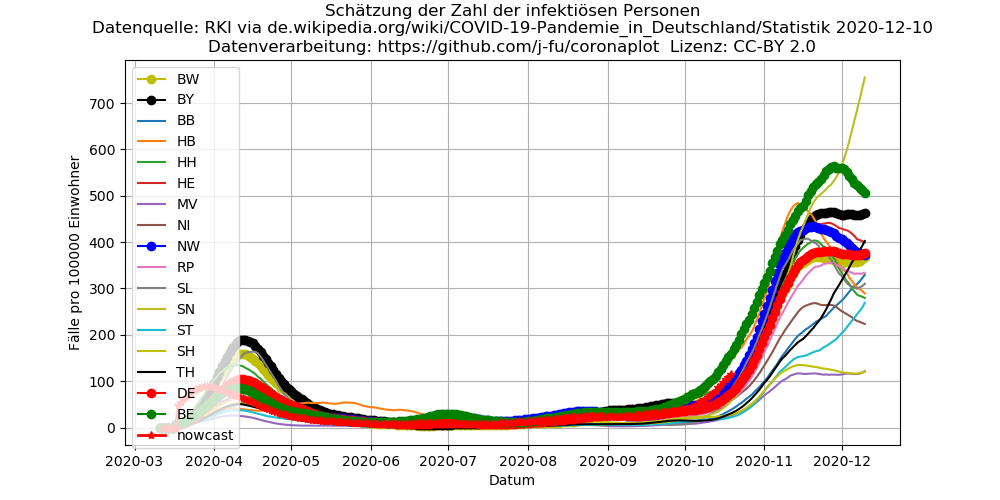 Schätzung der Zahl der infektiösen Personen
Datenquelle: RKI via de.wikipedia.org/wiki/COVID-19-Pandemie_in_Deutschland/Statistik 2020-12-10
Datenverarbeitung: https://github.com/j-fu/coronaplot  Lizenz: CC-BY 2.0
Fälle pro 100000 Einwohner
700
600
500
400
300
200
100
0
BW
BY
BB
HB
HH
HE
MV
NI
NW
RP
SL
SN
ST
SH
TH
DE
BE
nowcast
2020-03 2020-04 2020-05 2020-06 2020-07 2020-08 2020-09 2020-10 2020-11 2020-12
Datum